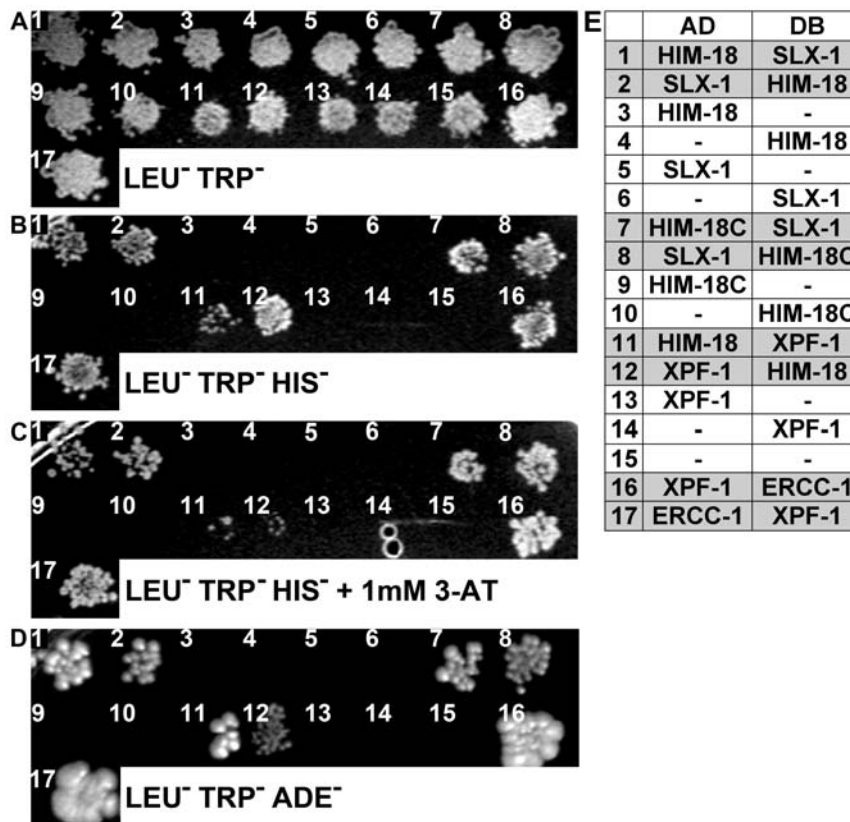 A 1 2 3 4 5 6 7 8
9 10 11 12 13 14 15 16
17 LEU⁻ TRP⁻
B 1 2 3 4 5 6 7 8
9 10 11 12 13 14 15 16
17 LEU⁻ TRP⁻ HIS⁻
C 1 2 3 4 5 6 7 8
9 10 11 12 13 14 15 16
17 LEU⁻ TRP⁻ HIS⁻ + 1mM 3-AT
D 1 2 3 4 5 6 7 8
9 10 11 12 13 14 15 16
17 LEU⁻ TRP⁻ ADE⁻
E AD DB
1 HIM-18 SLX-1
2 SLX-1 HIM-18
3 HIM-18 -
4 - HIM-18
5 SLX-1 -
6 - SLX-1
7 HIM-18C SLX-1
8 SLX-1 HIM-18C
9 HIM-18C -
10 - HIM-18C
11 HIM-18 XPF-1
12 XPF-1 HIM-18
13 XPF-1 -
14 - XPF-1
15 - -
16 XPF-1 ERCC-1
17 ERCC-1 XPF-1